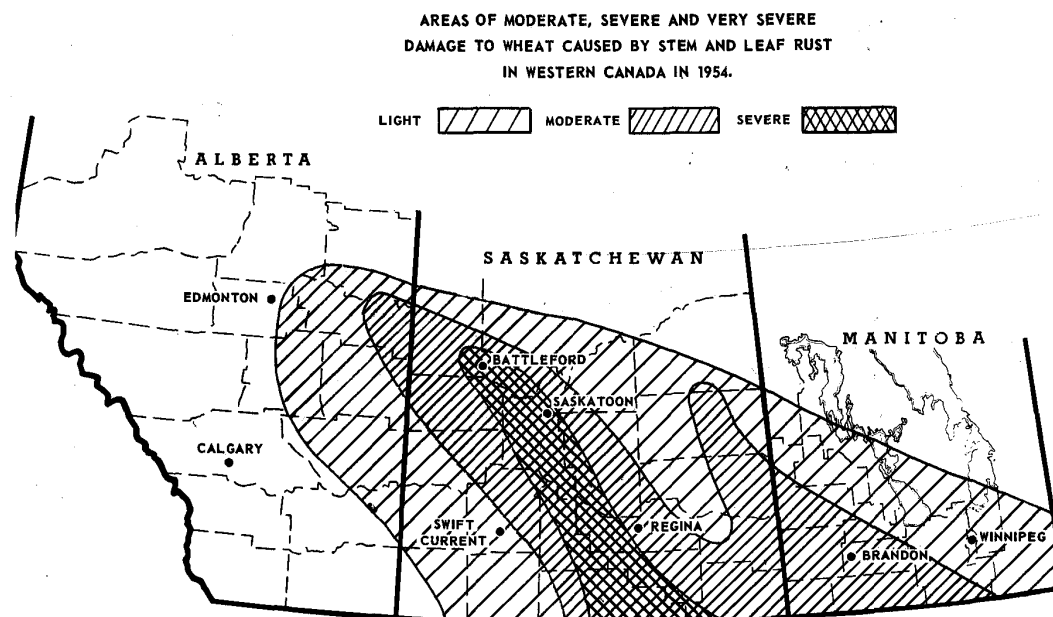 AREAS OF MODERATE, SEVERE AND VERY SEVERE
DAMAGE TO WHEAT CAUSED BY STEM AND LEAF RUST
IN WESTERN CANADA IN 1954.
LIGHT MODERATE SEVERE
ALBERTA
SASKATCHEWAN
EDMONTON
MANITOBA
BATTLEFORD
SASKATOON
CALGARY
SWIFT
CURRENT
REGINA
WINNIPEG
BRANDON